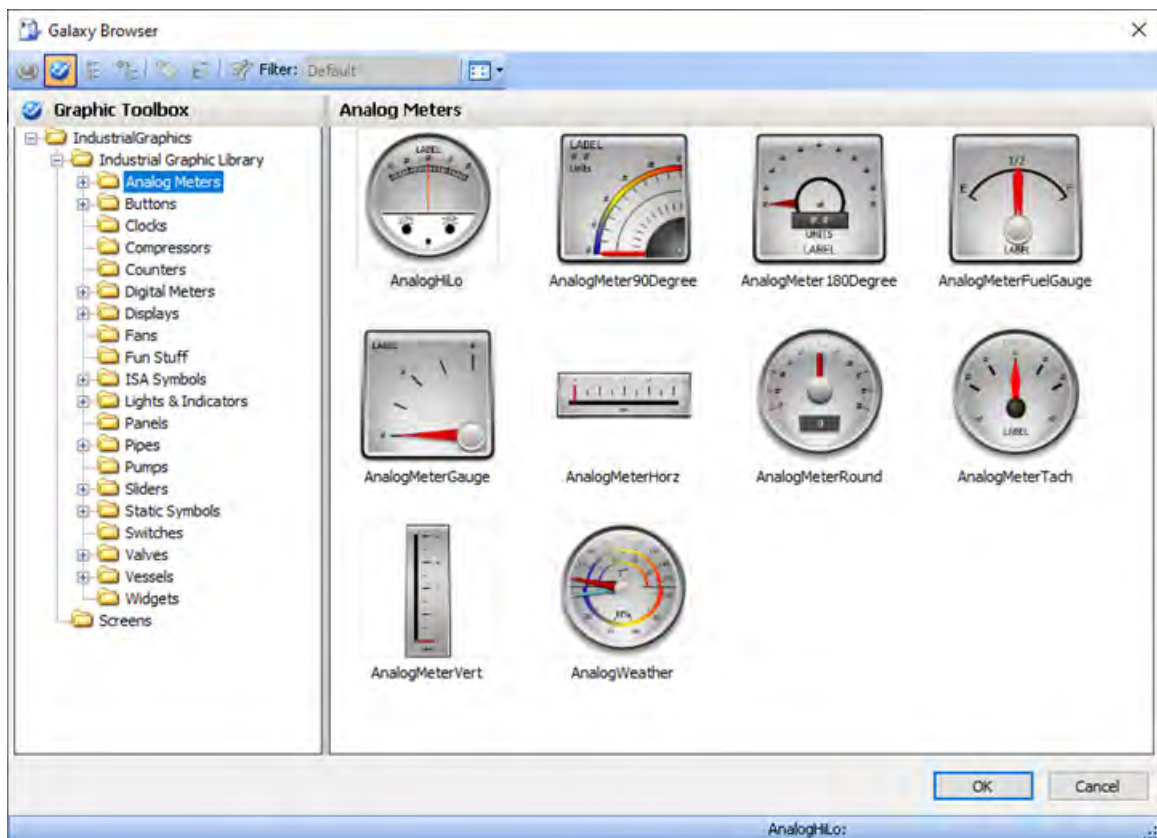 Galaxy Browser
Filter: Default
Graphic Toolbox
Analog Meters
IndustrialGraphics
Industrial Graphic Library
Analog Meters
Buttons
Clocks
Compressors
Counters
Digital Meters
Displays
Fans
Fun Stuff
ISA Symbols
Lights & Indicators
Panels
Pipes
Pumps
Sliders
Static Symbols
Switches
Valves
Vessels
Widgets
Screens
LABEL
LABEL
Units
UNITS
LABEL
1/2
E F
LABEL
AnalogHiLo AnalogMeter90Degree AnalogMeter180Degree AnalogMeterFuelGauge
LABEL
LABEL
AnalogMeterGauge AnalogMeterHorz AnalogMeterRound AnalogMeterTach
AnalogMeterVert AnalogWeather
OK Cancel
AnalogHiLo: